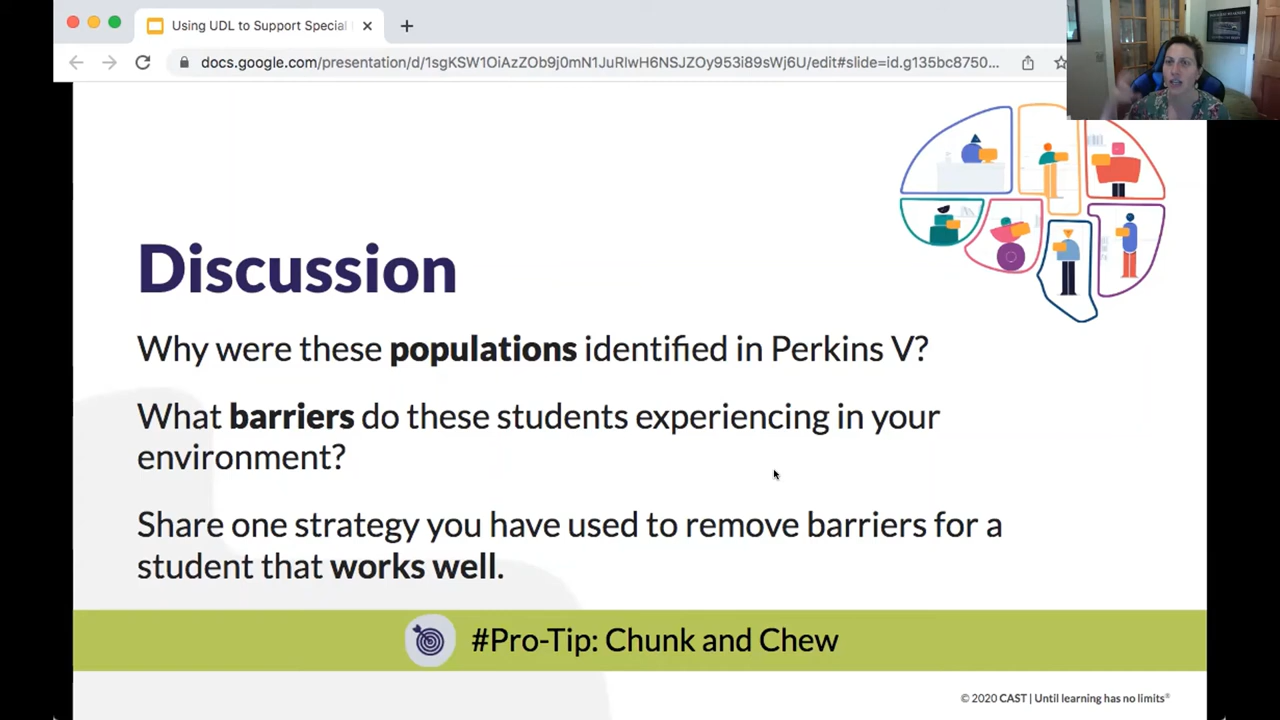 Using UDL to Support Special
docs.google.com/presentation/d/1sgKSW1OiAzZOb9j0mN1JuRlwH6NSJZOy953i89sWj6U/edit#slide=id.g135bc8750...
Discussion
Why were these populations identified in Perkins V?
What barriers do these students experiencing in your
environment?
Share one strategy you have used to remove barriers for a
student that works well.
#Pro-Tip: Chunk and Chew
© 2020 CAST | Until learning has no limits®